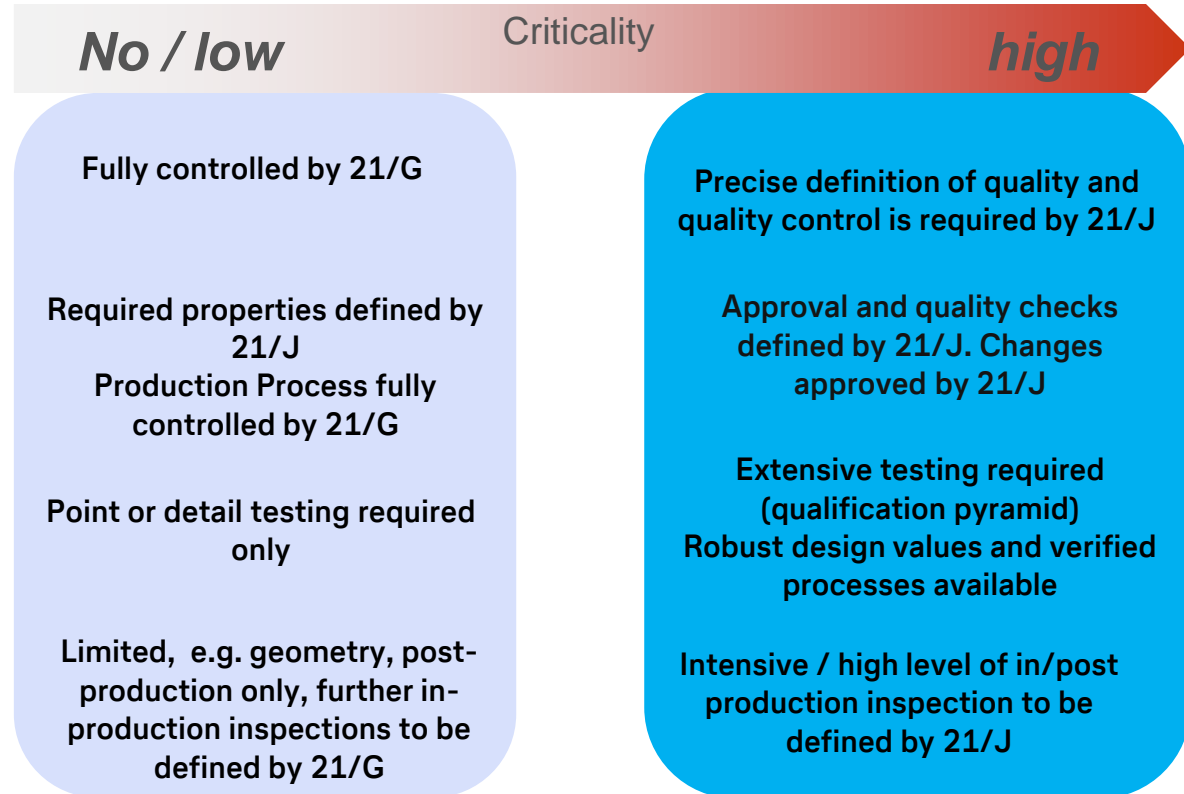 No / low
Criticality
high
Fully controlled by 21/G
Required properties defined by
21/J
Production Process fully
controlled by 21/G
Point or detail testing required
only
Limited,  e.g. geometry, post-
production only, further in-
production inspections to be
defined by 21/G
Precise definition of quality and
quality control is required by 21/J
Approval and quality checks
defined by 21/J. Changes
approved by 21/J
Extensive testing required
(qualification pyramid)
Robust design values and verified
processes available
Intensive / high level of in/post
production inspection to be
defined by 21/J